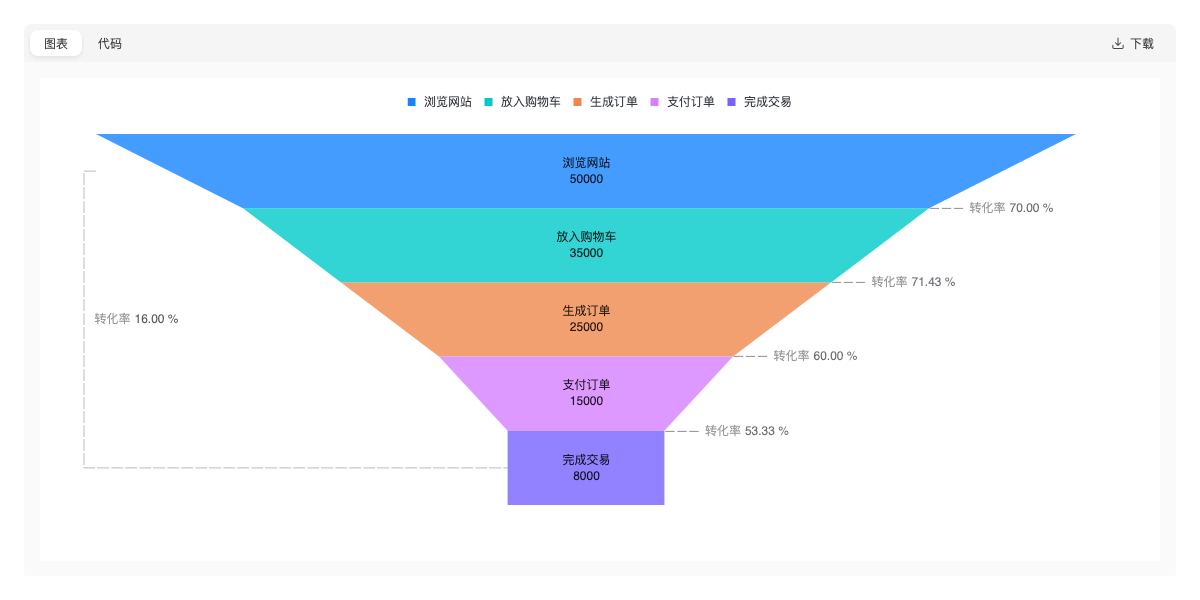 图表 代码 下载
浏览网站 放入购物车 生成订单 支付订单 完成交易
浏览网站
50000
转化率 70.00 %
放入购物车
35000
转化率 71.43 %
生成订单
25000
转化率 16.00 %
转化率 60.00 %
支付订单
15000
转化率 53.33 %
完成交易
8000